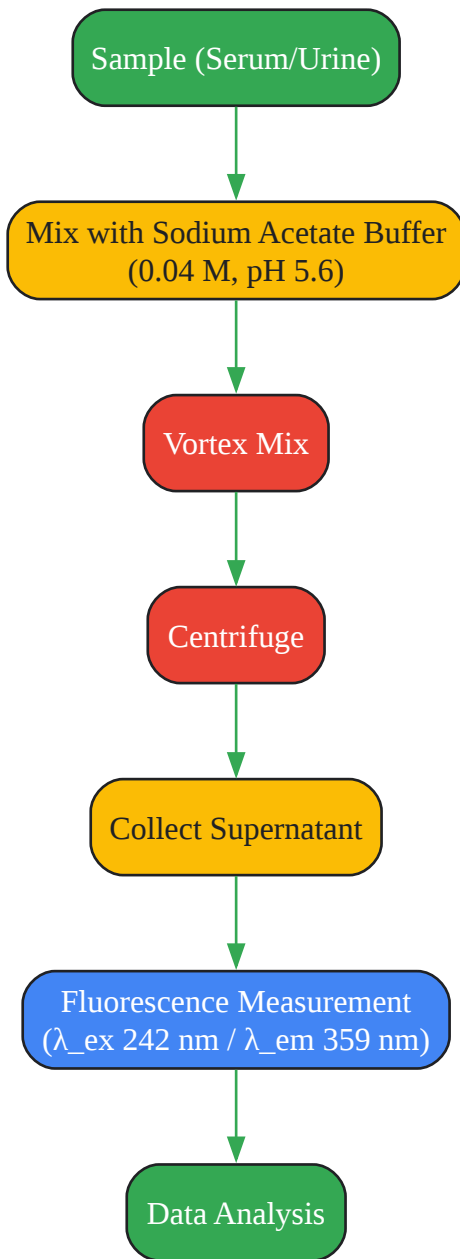 Sample (Serum/Urine)
Mix with Sodium Acetate Buffer
(0.04 M, pH 5.6)
Vortex Mix
Centrifuge
Collect Supernatant
Fluorescence Measurement
(λ_ex 242 nm / λ_em 359 nm)
Data Analysis